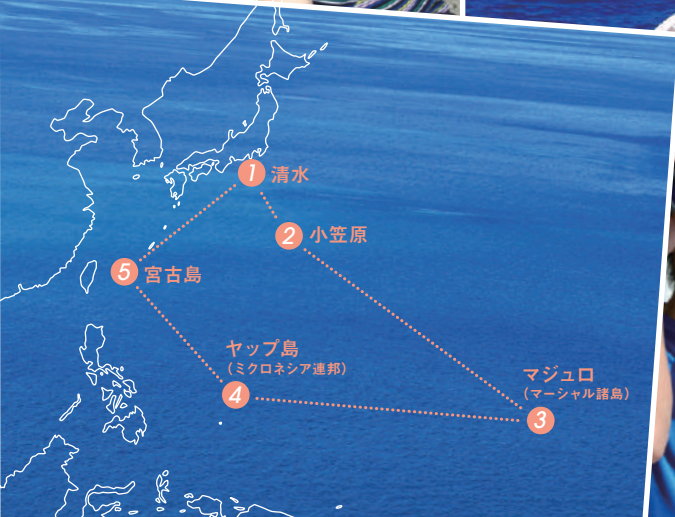 1 清水
2 小笠原
5 宮古島
ヤップ島
（ミクロネシア連邦）
4
マジュロ
（マーシャル諸島）
3